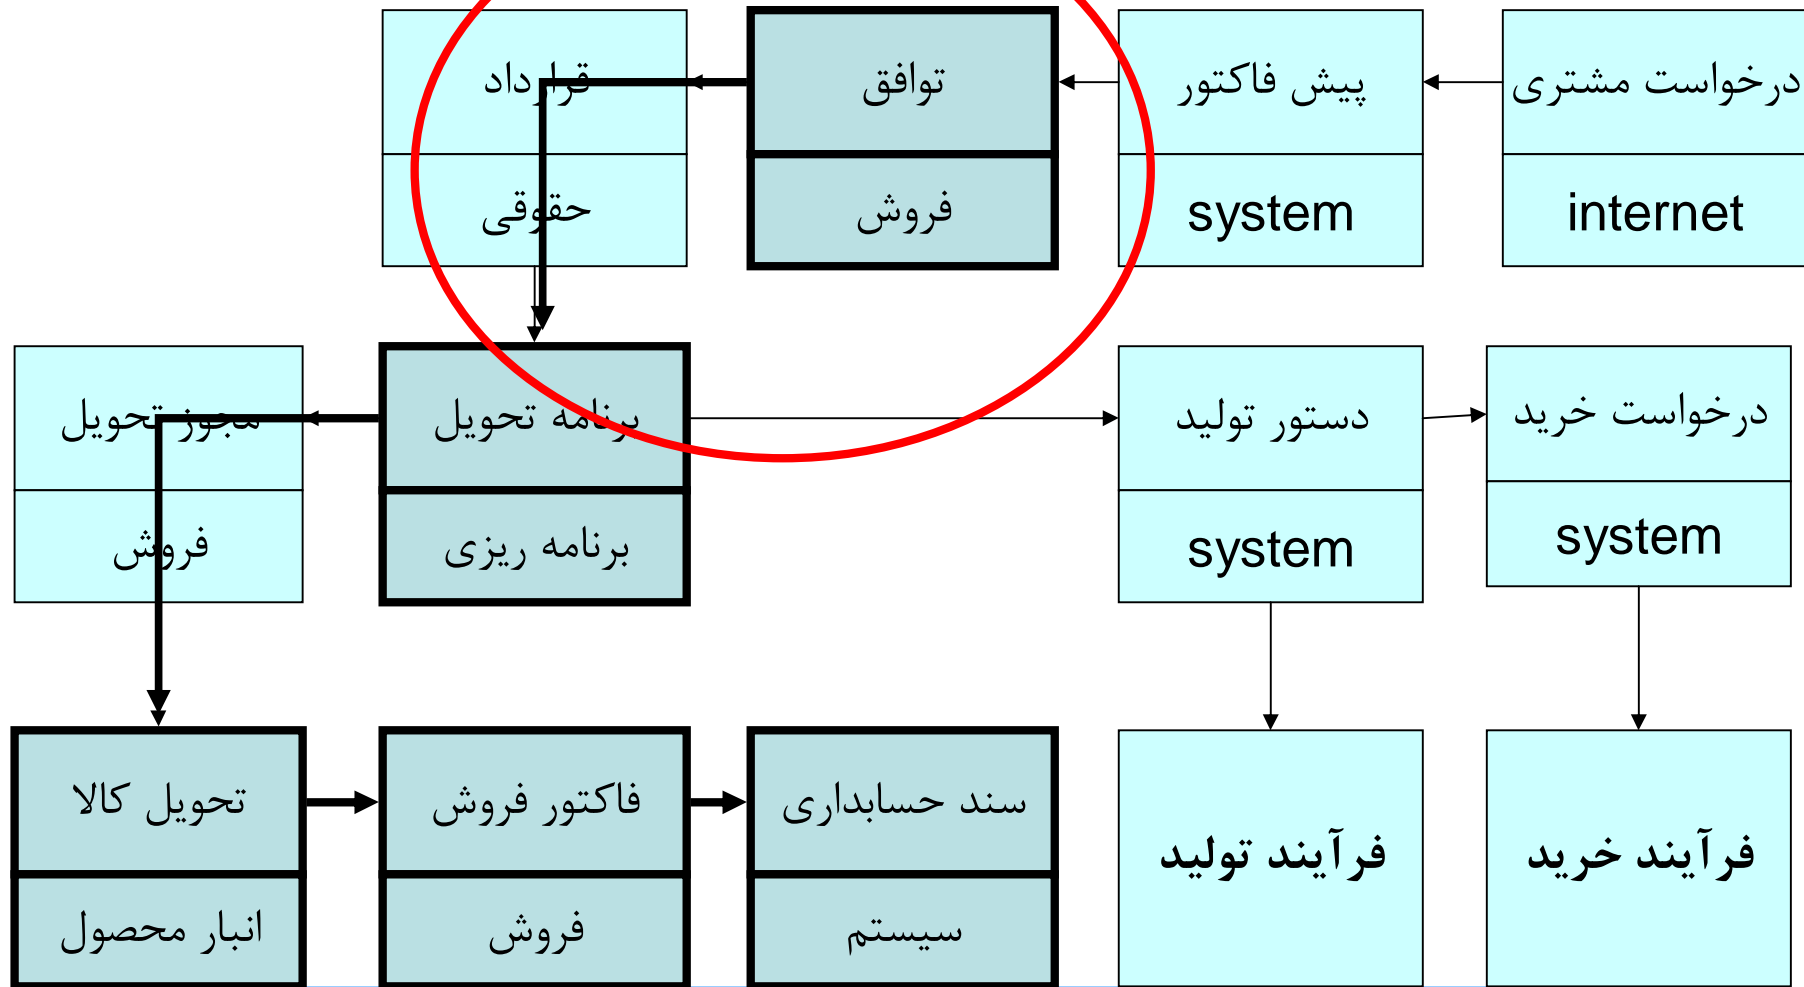 درخواست مشتری
internet
پیش فاکتور
system
توافق
فروش
قرارداد
حقوقی
درخواست خرید
system
دستور تولید
system
برنامه تحویل
برنامه ریزی
مجوز تحویل
فروش
فرآیند خرید
فرآیند تولید
سند حسابداری
سیستم
فاکتور فروش
فروش
تحویل کالا
انبار محصول